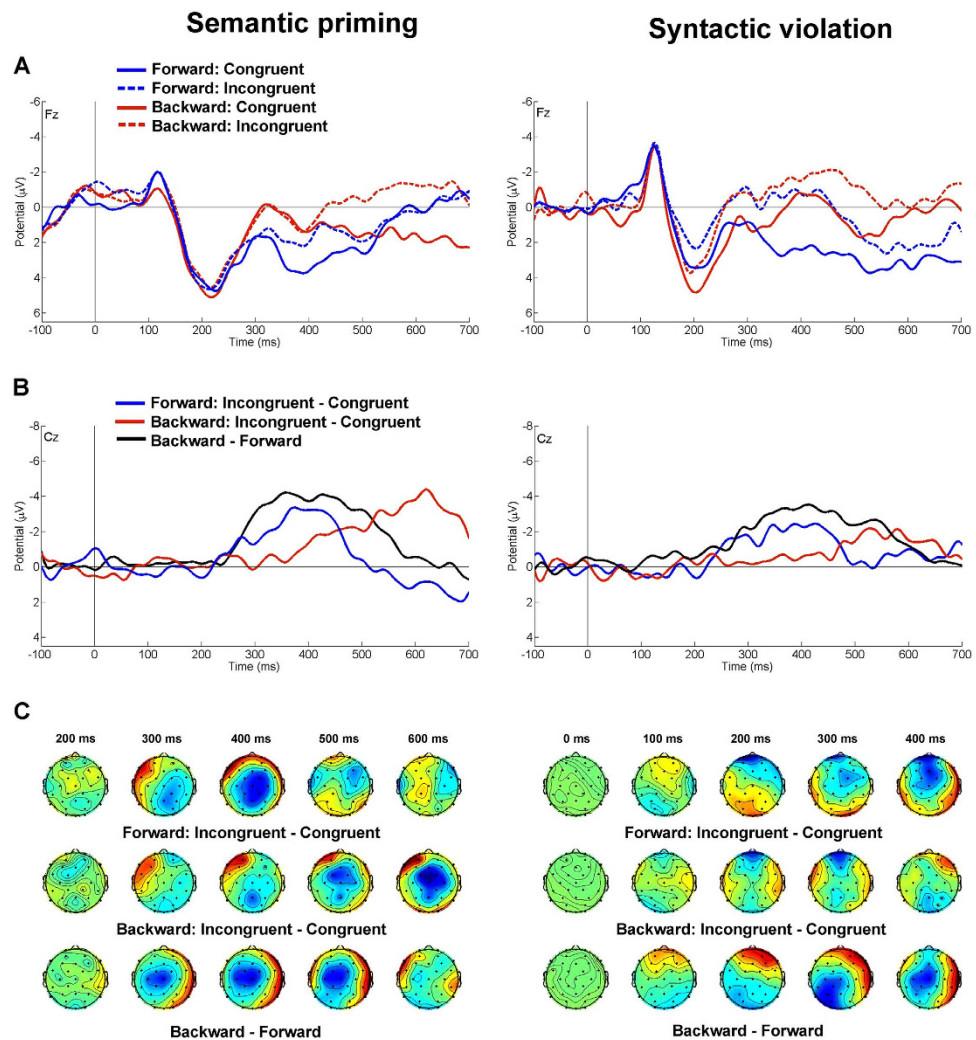 Semantic priming
Syntactic violation
A
Forward: Congruent
Forward: Incongruent
Backward: Congruent
Backward: Incongruent
Fz
-6
-4
-2
0
2
4
6
Potential (µV)
-100 0 100 200 300 400 500 600 700
Time (ms)
Fz
-6
-4
-2
0
2
4
6
Potential (µV)
-100 0 100 200 300 400 500 600 700
Time (ms)
B
Forward: Incongruent - Congruent
Backward: Incongruent - Congruent
Backward - Forward
Cz
-8
-6
-4
-2
0
2
4
Potential (µV)
-100 0 100 200 300 400 500 600 700
Time (ms)
Cz
-8
-6
-4
-2
0
2
4
Potential (µV)
-100 0 100 200 300 400 500 600 700
Time (ms)
C
200 ms 300 ms 400 ms 500 ms 600 ms
Forward: Incongruent - Congruent
Backward: Incongruent - Congruent
Backward - Forward
0 ms 100 ms 200 ms 300 ms 400 ms
Forward: Incongruent - Congruent
Backward: Incongruent - Congruent
Backward - Forward